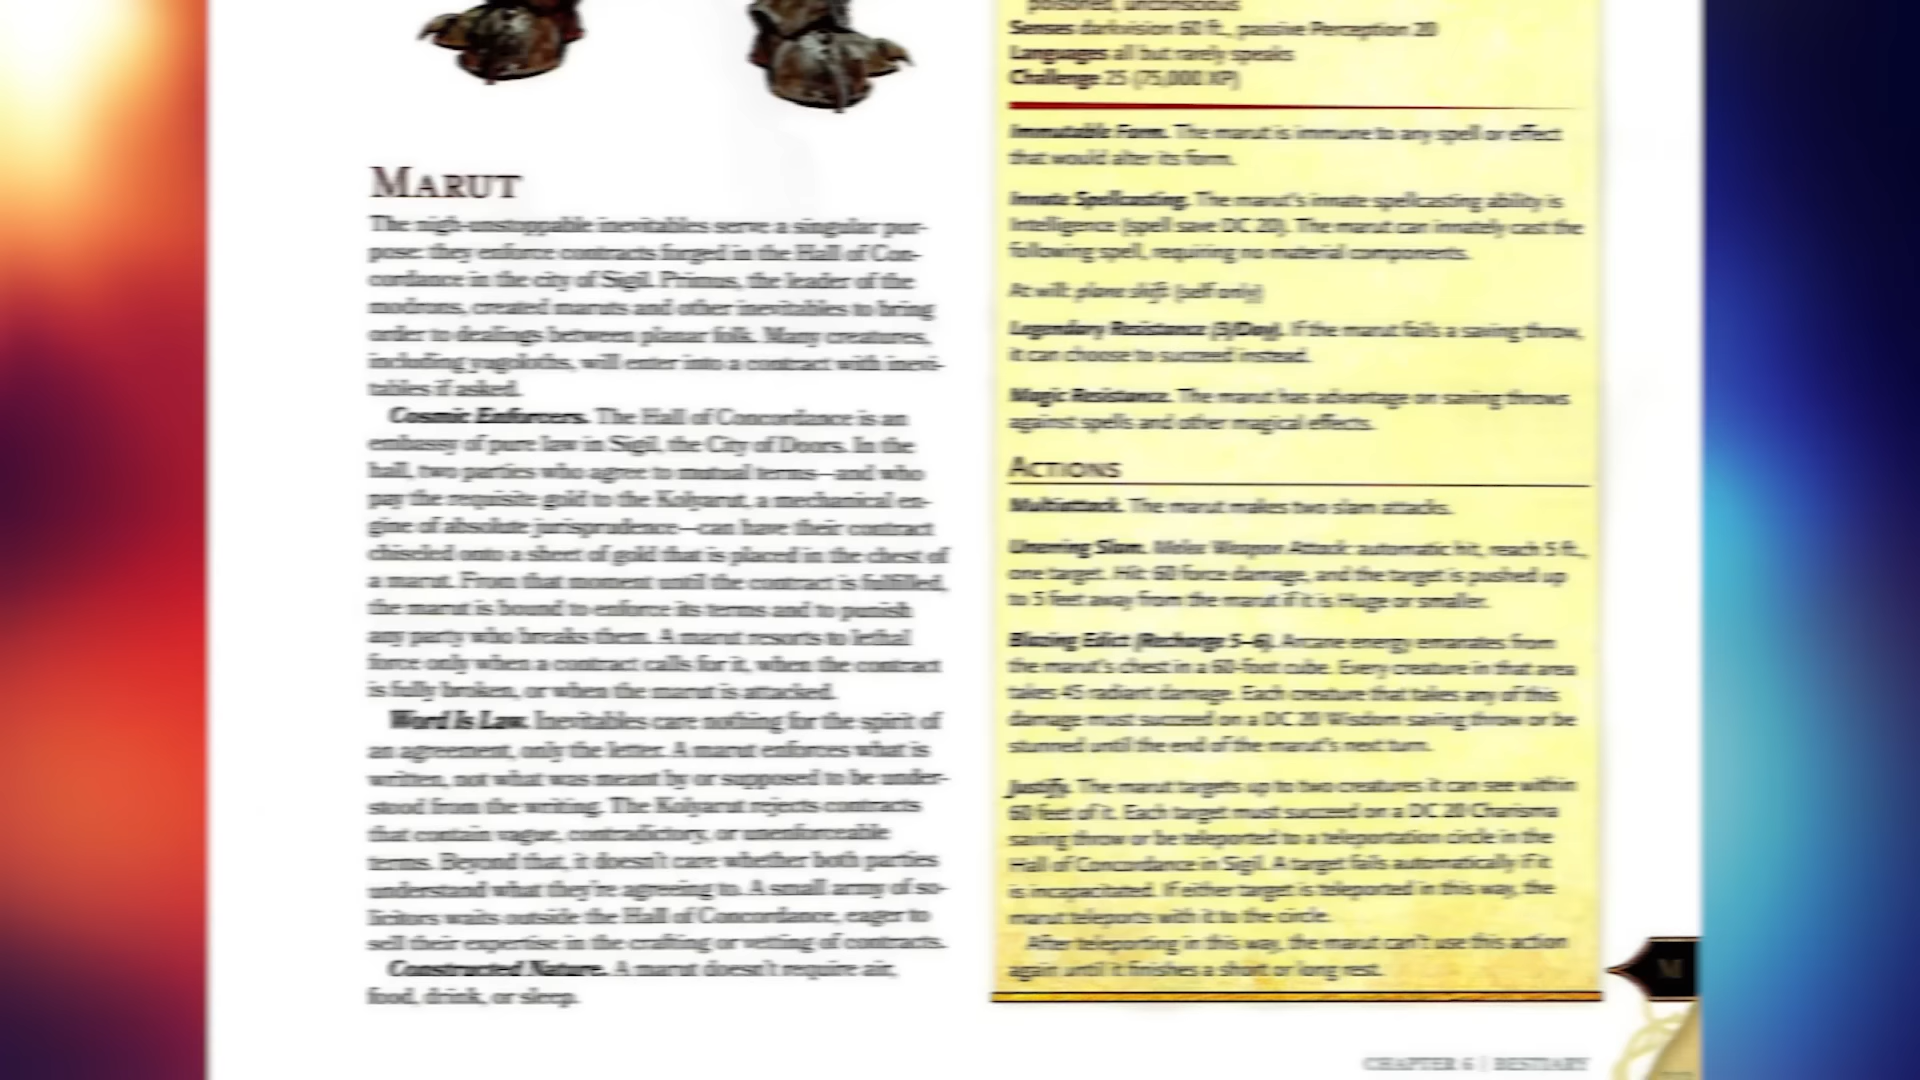 MARUT
The nigh-unstoppable inevitables serve a singular pur-
pose: they enforce contracts forged in the Hall of Con-
cordance in the city of Sigil. Primus, the leader of the
modrons, created maruts and other inevitables to bring
order to dealings between planar folk. Many creatures,
including yugoloths, will enter into a contract with inevi-
tables if asked.
Cosmic Enforcers. The Hall of Concordance is an
embassy of pure law in Sigil, the City of Doors. In the
hall, two parties who agree to mutual terms—and who
pay the requisite gold to the Kolyarut, a mechanical en-
gine of absolute jurisprudence—can have their contract
chiseled onto a sheet of gold that is placed in the chest of
a marut. From that moment until the contract is fulfilled,
the marut is bound to enforce its terms and to punish
any party who breaks them. A marut resorts to lethal
force only when a contract calls for it, when the contract
is fully broken, or when the marut is attacked.
Word Is Law. Inevitables care nothing for the spirit of
an agreement, only the letter. A marut enforces what is
written, not what was meant by or supposed to be under-
stood from the writing. The Kolyarut rejects contracts
that contain vague, contradictory, or unenforceable
terms. Beyond that, it doesn't care whether both parties
understand what they're agreeing to. A small army of so-
licitors waits outside the Hall of Concordance, eager to
sell their expertise in the crafting or vetting of contracts.
Constructed Nature. A marut doesn't require air,
food, drink, or sleep.
poisoned, unconscious
Senses darkvision 60 ft., passive Perception 20
Languages all but rarely speaks
Challenge 25 (75,000 XP)
Immutable Form. The marut is immune to any spell or effect
that would alter its form.
Innate Spellcasting. The marut's innate spellcasting ability is
Intelligence (spell save DC 20). The marut can innately cast the
following spell, requiring no material components.
At will: plane shift (self only)
Legendary Resistance (3/Day). If the marut fails a saving throw,
it can choose to succeed instead.
Magic Resistance. The marut has advantage on saving throws
against spells and other magical effects.
ACTIONS
Multiattack. The marut makes two slam attacks.
Unerring Slam. Melee Weapon Attack: automatic hit, reach 5 ft.,
one target. Hit: 60 force damage, and the target is pushed up
to 5 feet away from the marut if it is Huge or smaller.
Blazing Edict (Recharge 5–6). Arcane energy emanates from
the marut's chest in a 60-foot cube. Every creature in that area
takes 45 radiant damage. Each creature that takes any of this
damage must succeed on a DC 20 Wisdom saving throw or be
stunned until the end of the marut's next turn.
Justify. The marut targets up to two creatures it can see within
60 feet of it. Each target must succeed on a DC 20 Charisma
saving throw or be teleported to a teleportation circle in the
Hall of Concordance in Sigil. A target fails automatically if it
is incapacitated. If either target is teleported in this way, the
marut teleports with it to the circle.
After teleporting in this way, the marut can't use this action
again until it finishes a short or long rest.
M
CHAPTER 6 | BESTIARY